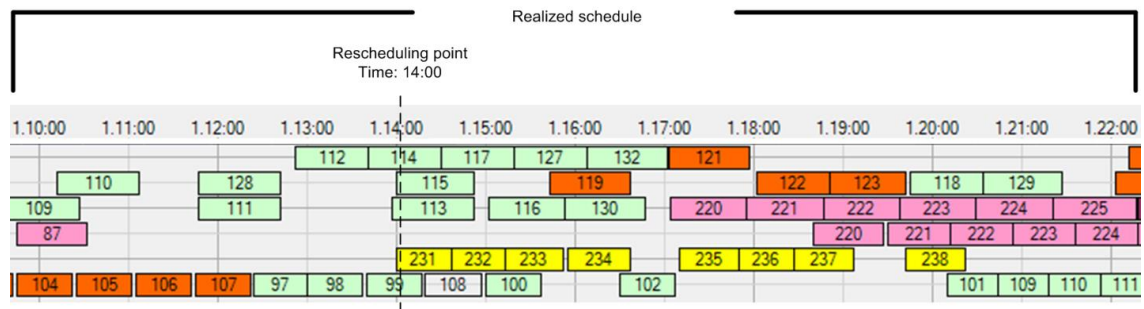 Realized schedule
Rescheduling point
Time: 14:00
1.10:00 1.11:00 1.12:00 1.13:00 1.14:00 1.15:00 1.16:00 1.17:00 1.18:00 1.19:00 1.20:00 1.21:00 1.22:00
112 114 117 127 132 121
110 128 115 119 122 123 118 129
109 111 113 116 130 220 221 222 223 224 225
87 220 221 222 223 224
231 232 233 234 235 236 237 238
104 105 106 107 97 98 99 108 100 102 101 109 110 111